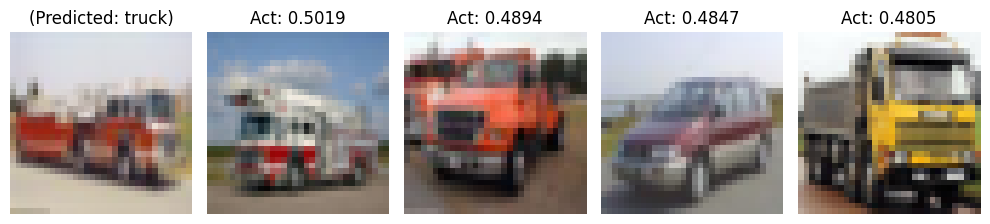 (Predicted: truck)
Act: 0.5019
Act: 0.4894
Act: 0.4847
Act: 0.4805